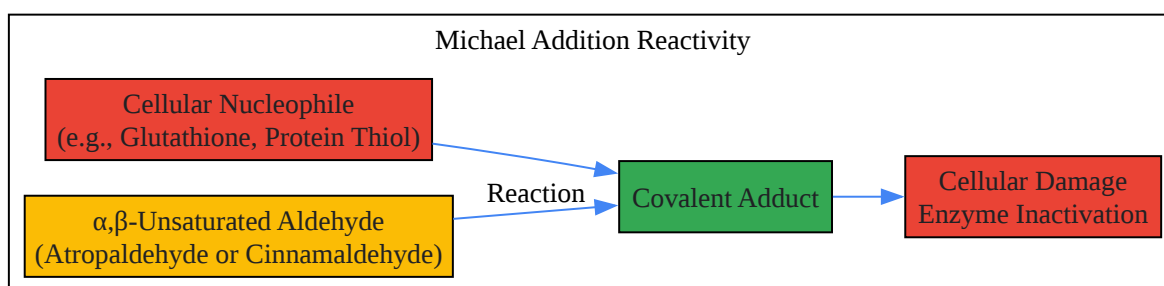 Michael Addition Reactivity
Cellular Nucleophile
(e.g., Glutathione, Protein Thiol)
Reaction
α,β-Unsaturated Aldehyde
(Atropaldehyde or Cinnamaldehyde)
Covalent Adduct
Cellular Damage
Enzyme Inactivation